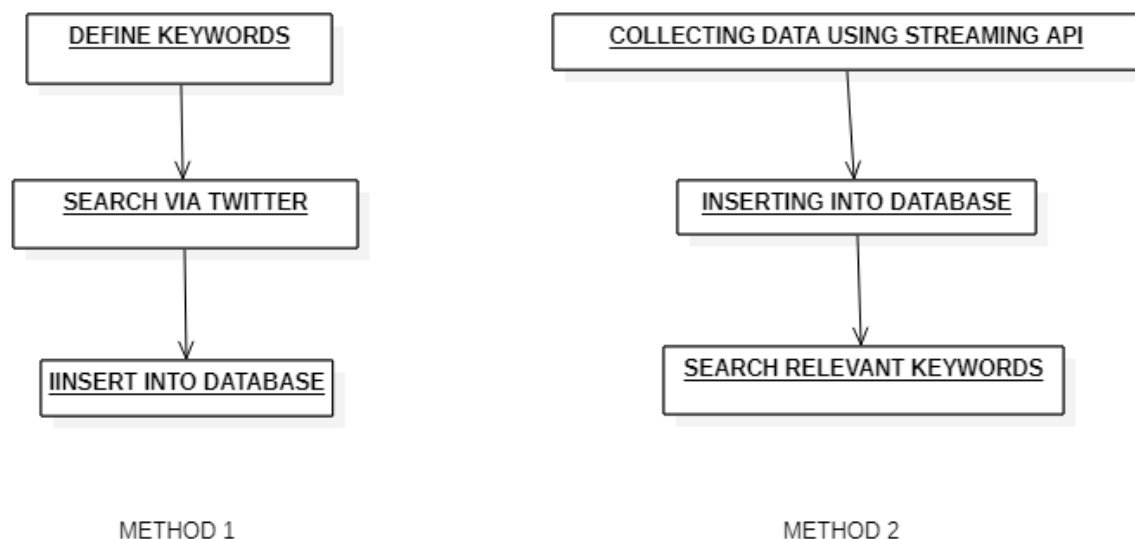 DEFINE KEYWORDS
SEARCH VIA TWITTER
IINSERT INTO DATABASE
METHOD 1
COLLECTING DATA USING STREAMING API
INSERTING INTO DATABASE
SEARCH RELEVANT KEYWORDS
METHOD 2